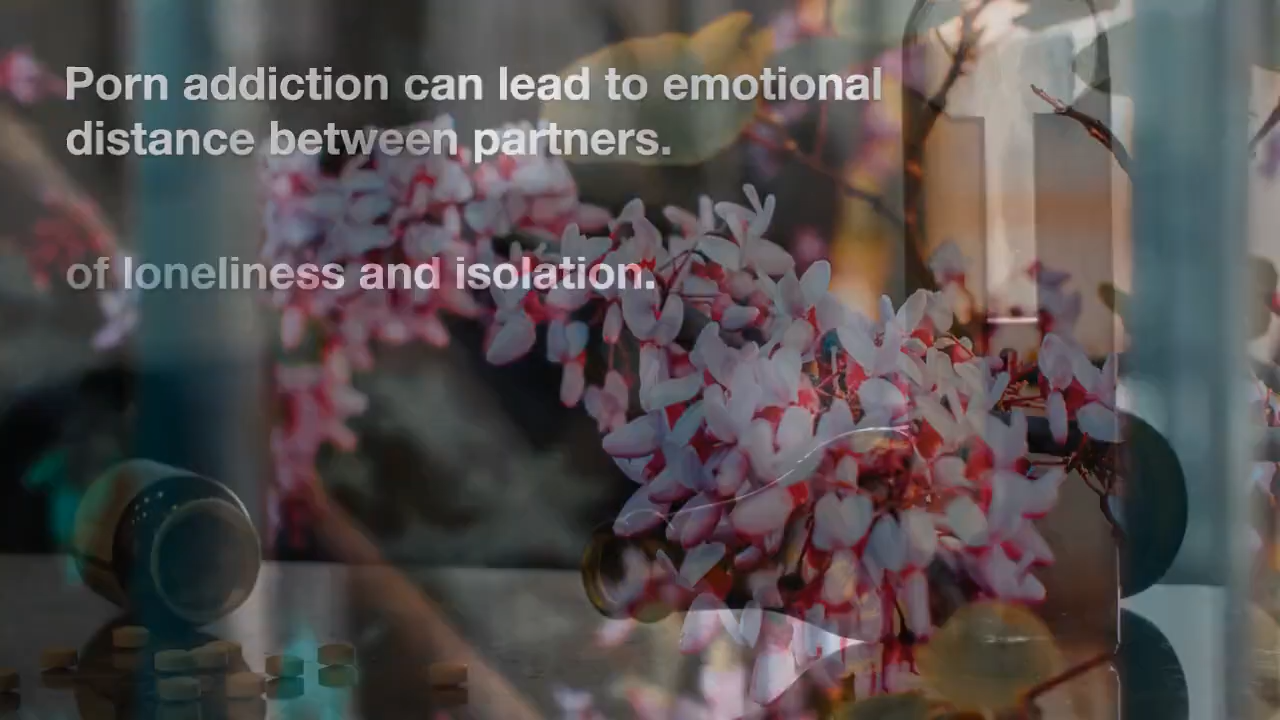 Porn addiction can lead to emotional
distance between partners.
of loneliness and isolation.